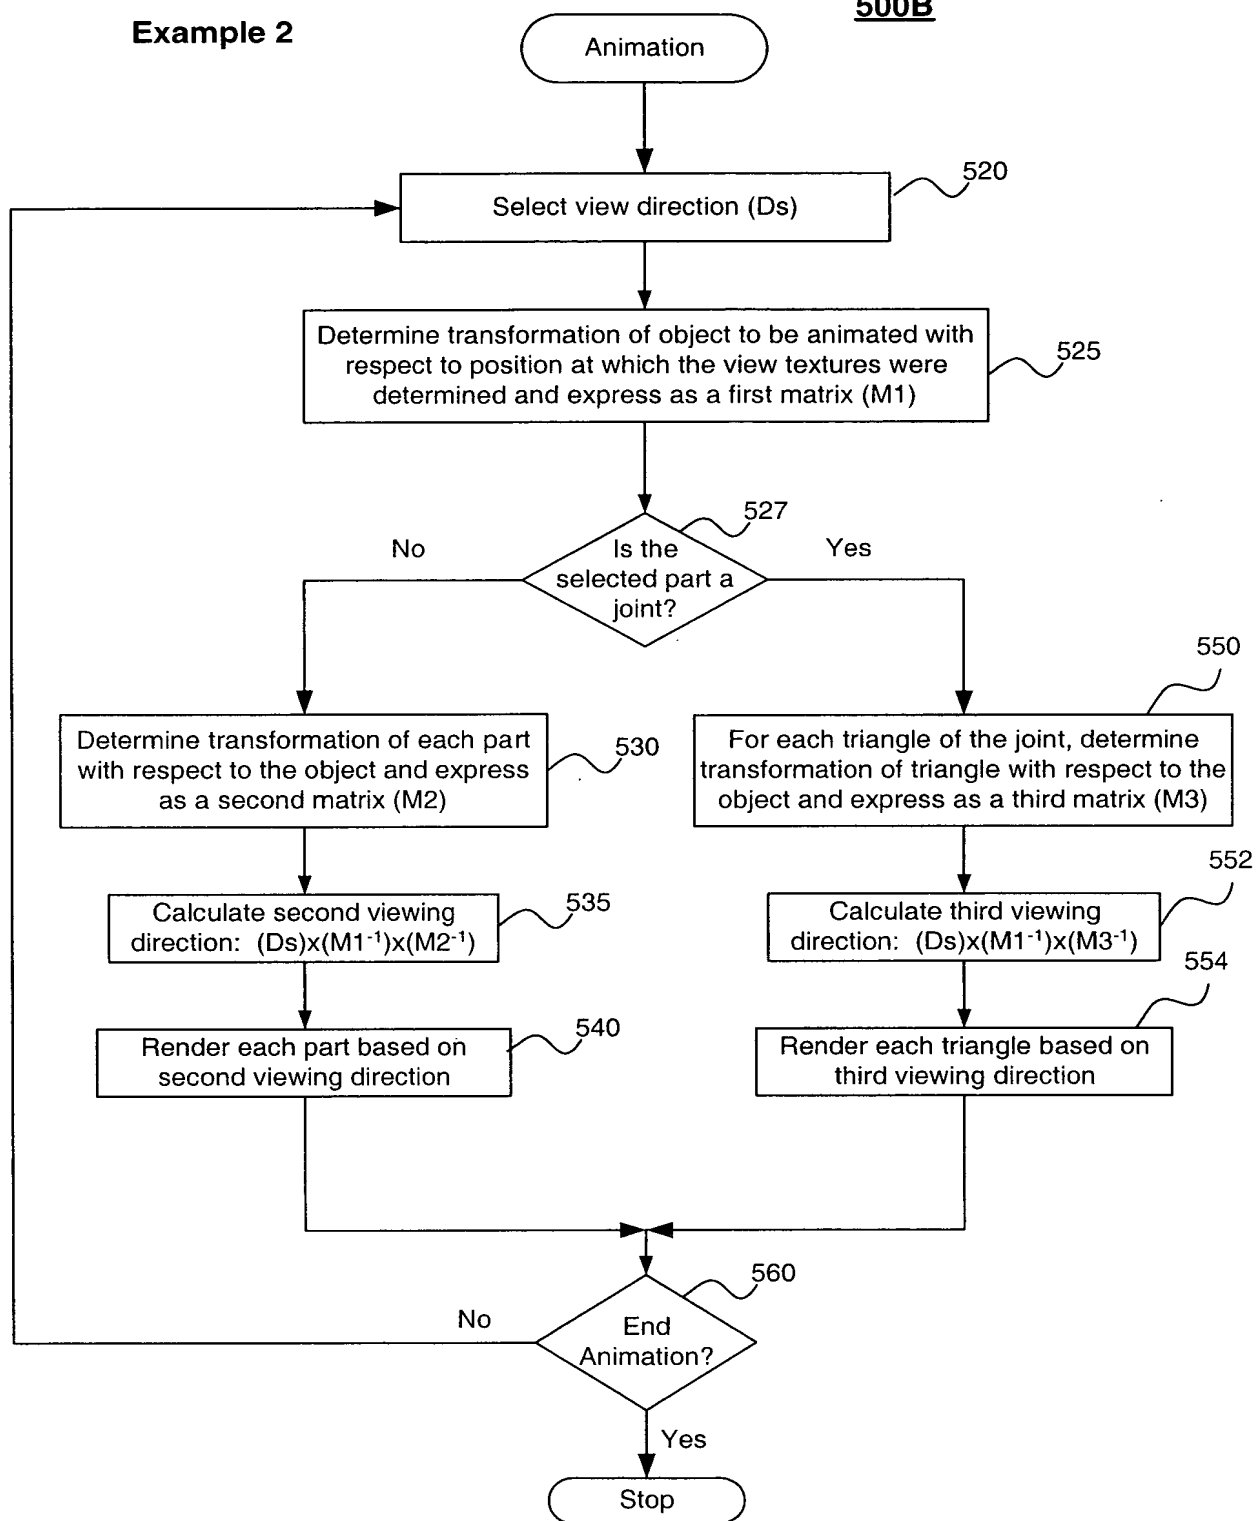 500B
Example 2
Animation
520
Select view direction (Ds)
525
Determine transformation of object to be animated with
respect to position at which the view textures were
determined and express as a first matrix (M1)
527
No
Yes
Is the
selected part a
joint?
550
530
Determine transformation of each part
with respect to the object and express
as a second matrix (M2)
For each triangle of the joint, determine
transformation of triangle with respect to the
object and express as a third matrix (M3)
552
535
Calculate second viewing
direction: (Ds)x(M1⁻¹)x(M2⁻¹)
Calculate third viewing
direction: (Ds)x(M1⁻¹)x(M3⁻¹)
554
540
Render each part based on
second viewing direction
Render each triangle based on
third viewing direction
560
No
End
Animation?
Yes
Stop